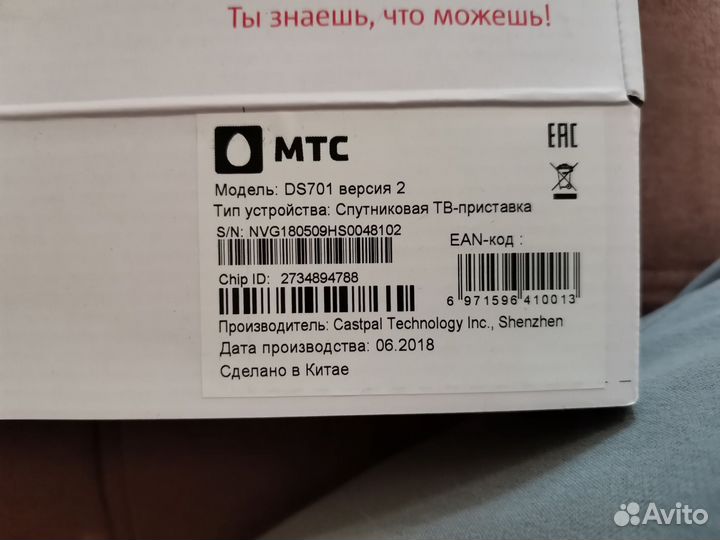 Ты знаешь, что можешь!
МТС
EAC
Модель: DS701 версия 2
Тип устройства: Спутниковая ТВ-приставка
S/N: NVG180509HS0048102
EAN-код :
Chip ID: 2734894788
6 971596 410013
Производитель: Castpal Technology Inc., Shenzhen
Дата производства: 06.2018
Сделано в Китае
Avito